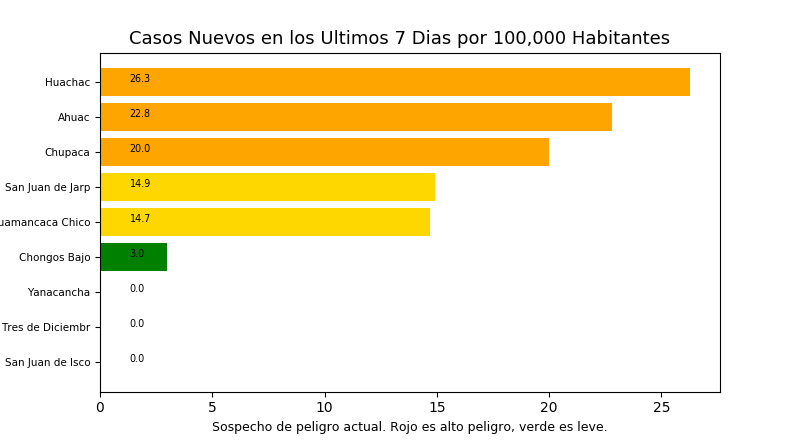 Casos Nuevos en los Ultimos 7 Dias por 100,000 Habitantes
Huachac 26.3
Ahuac 22.8
Chupaca 20.0
San Juan de Jarp 14.9
uamancaca Chico 14.7
Chongos Bajo 3.0
Yanacancha 0.0
Tres de Diciembr 0.0
San Juan de Isco 0.0
0 5 10 15 20 25
Sospecho de peligro actual. Rojo es alto peligro, verde es leve.